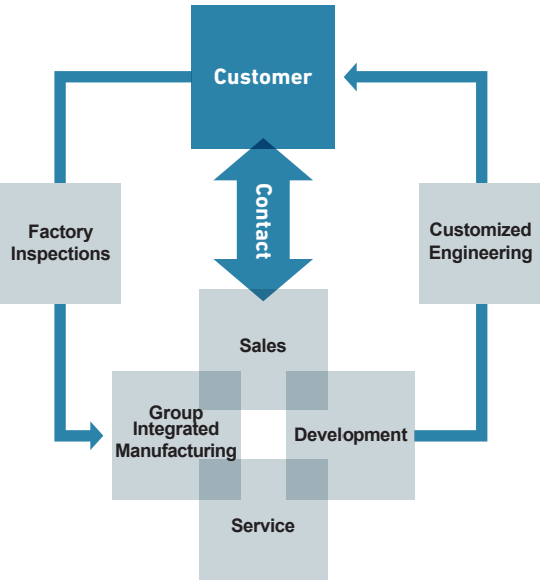 Customer
Contact
Factory
Inspections
Customized
Engineering
Sales
Group
Integrated
Manufacturing
Development
Service